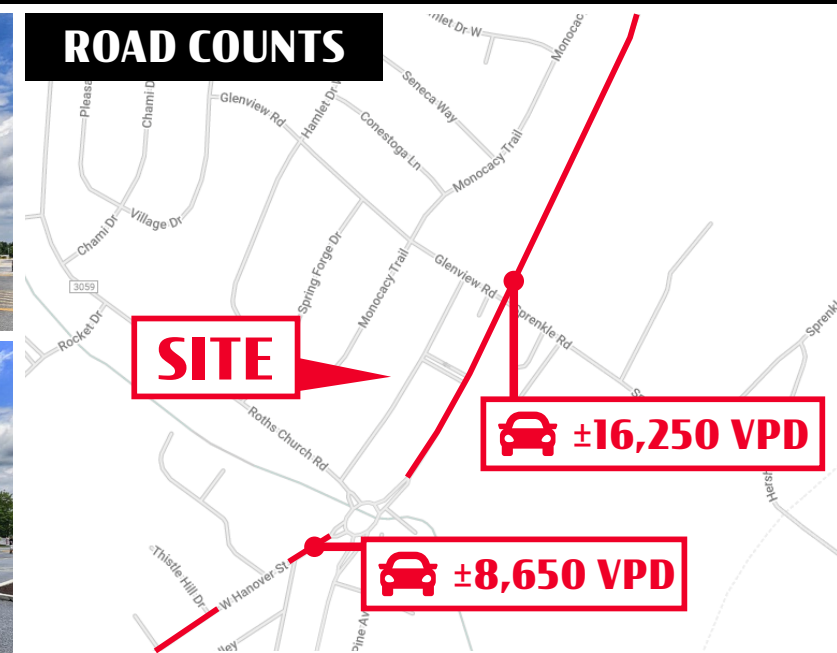 ROAD COUNTS
Monocacy Trail
Seneca Way
Hamlet Dr W
Glenview Rd
Chami Dr
Conestoga Ln
Village Dr
Chami Dr
Monocacy Trail
Spring Forge Dr
Glenview Rd
3059
Monocacy Trail
Sprenkle Rd
Rocket Dr
SITE
Roths Church Rd
±16,250 VPD
Thistle Hill Dr
W Hanover St
±8,650 VPD